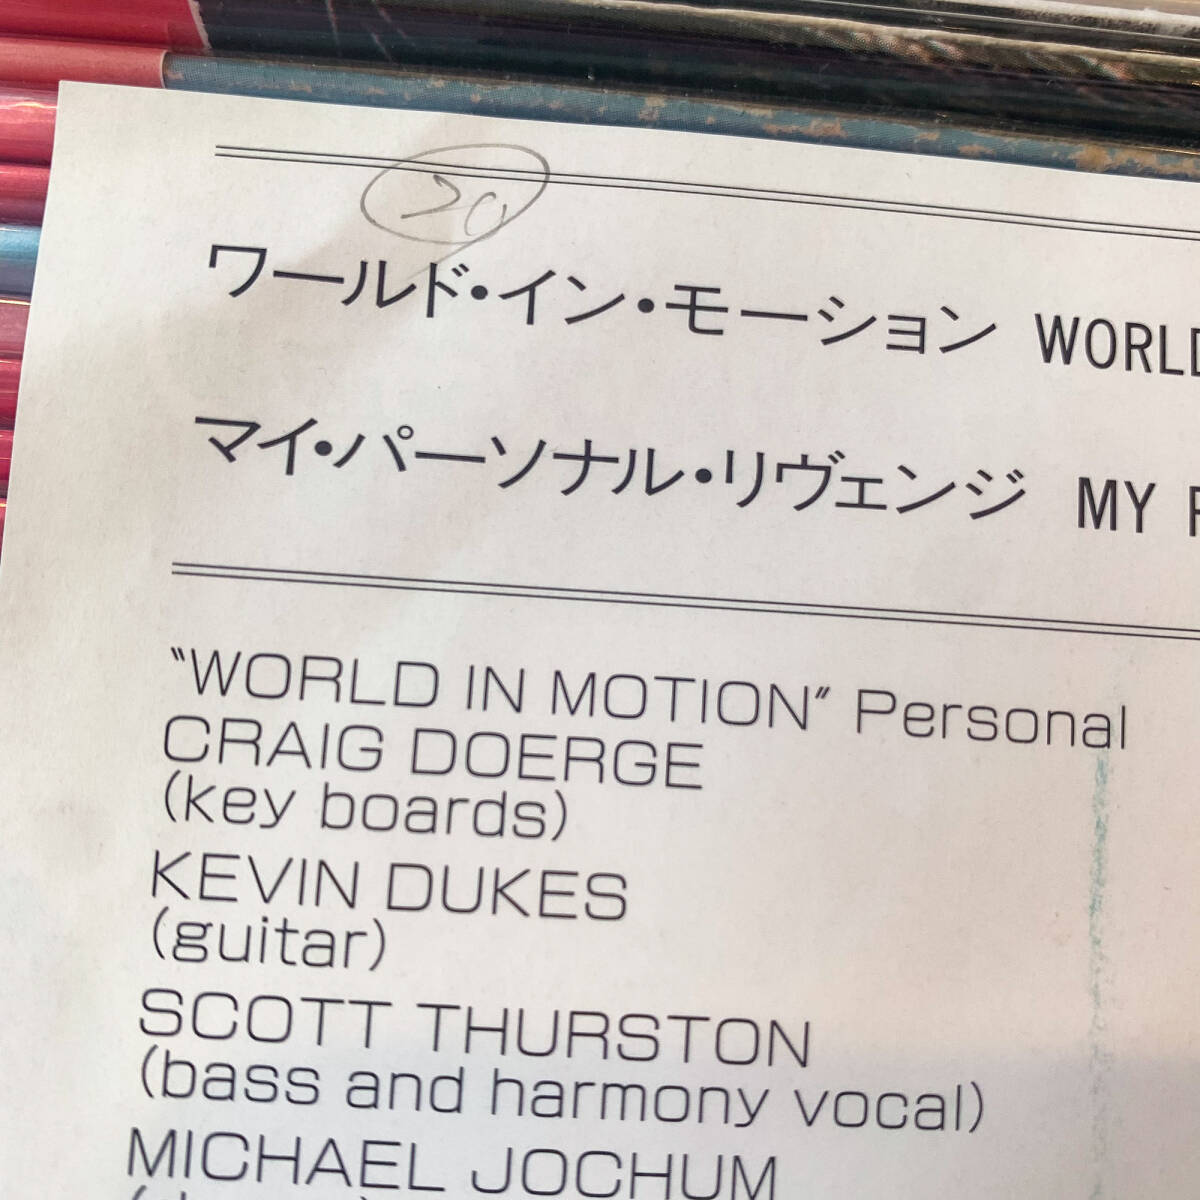 20
ワールド・イン・モーション WORLD
マイ・パーソナル・リヴェンジ MY
"WORLD IN MOTION" Personal
CRAIG DOERGE
(key boards)
KEVIN DUKES
(guitar)
SCOTT THURSTON
(bass and harmony vocal)
MICHAEL JOCHUM